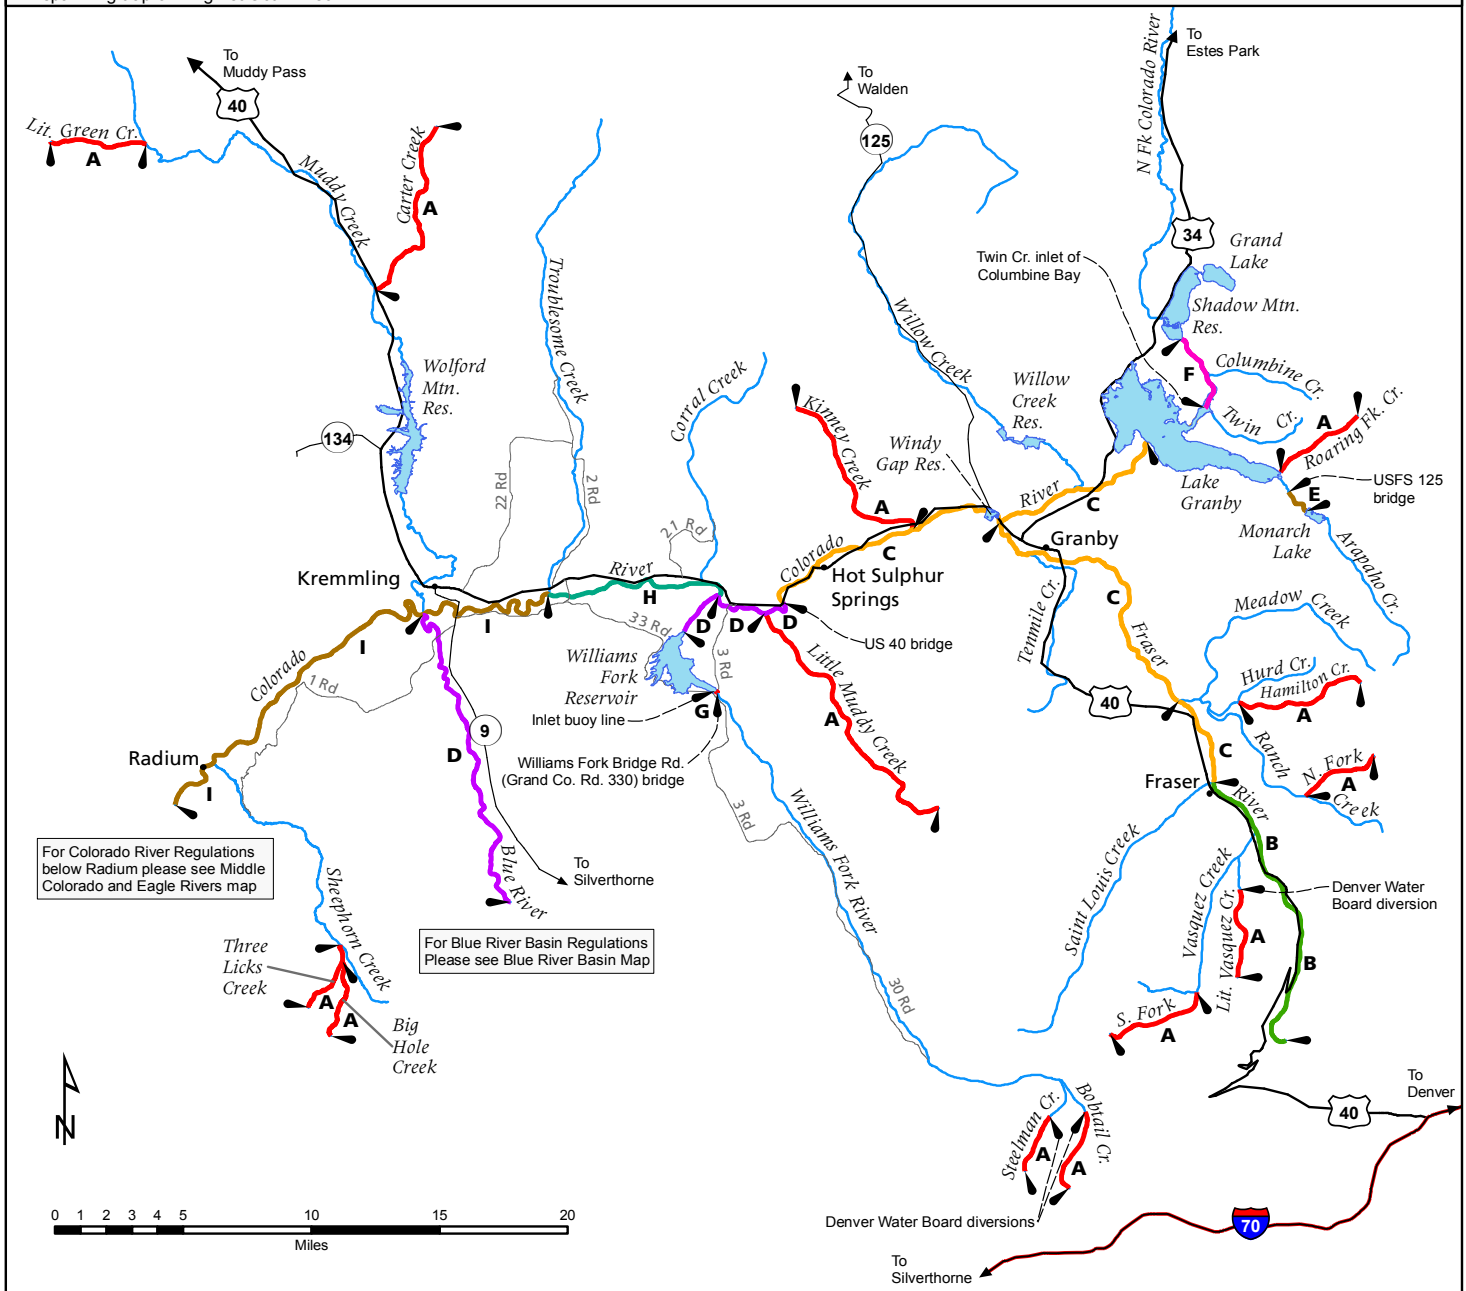 To
Muddy Pass
40
Lit. Green Cr.
A
Muddy Creek
Carter Creek
A
To
Walden
125
N Fk Colorado River
To
Estes Park
34
Grand
Lake
Twin Cr. inlet of
Columbine Bay
Shadow Mtn.
Res.
Troublesome Creek
Wolford
Mtn.
Res.
134
Corral Creek
Willow Creek
Willow
Creek
Res.
F
Columbine Cr.
Twin Cr.
A
Roaring Fk. Cr.
Kinney Creek
A
Windy
Gap Res.
River
C
Lake
Granby
E
USFS 125
bridge
Monarch
Lake
Arapaho Cr.
22 Rd
2 Rd
21 Rd
Colorado
C
Granby
Kremmling
River
H
Hot Sulphur
Springs
I
I
33 Rd
D
D
D
US 40 bridge
Tenmile Cr.
C
Fraser
Meadow Creek
Hurd Cr.
Hamilton Cr.
A
Colorado
1 Rd
Williams
Fork
Reservoir
3 Rd
Little Muddy Creek
A
40
Inlet buoy line
G
9
D
Radium
I
Williams Fork Bridge Rd.
(Grand Co. Rd. 330) bridge
3 Rd
C
Ranch
Creek
N. Fork
A
Fraser
River
B
For Colorado River Regulations
below Radium please see Middle
Colorado and Eagle Rivers map
Blue River
To
Silverthorne
Williams Fork River
Saint Louis Creek
Vasquez Creek
Lit. Vasquez Cr.
A
Denver Water
Board diversion
B
Sheephorn Creek
For Blue River Basin Regulations
Please see Blue River Basin Map
Three
Licks
Creek
A
A
Big
Hole
Creek
30 Rd
S. Fork
A
N
Steelman Cr.
A
Bobtail Cr.
A
To
Denver
40
0 1 2 3 4 5 10 15 20
Miles
Denver Water Board diversions
70
To
Silverthorne